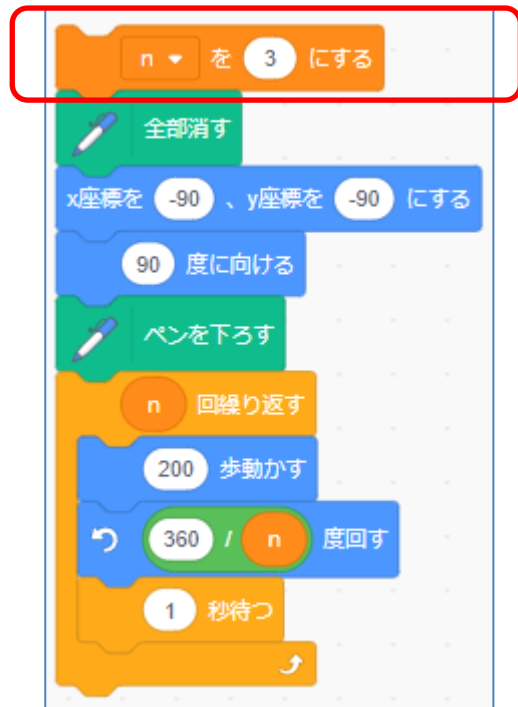 n を 3 にする
全部消す
x座標を -90 、y座標を -90 にする
90 度に向ける
ペンを下ろす
n 回繰り返す
200 歩動かす
360 / n 度回す
1 秒待つ